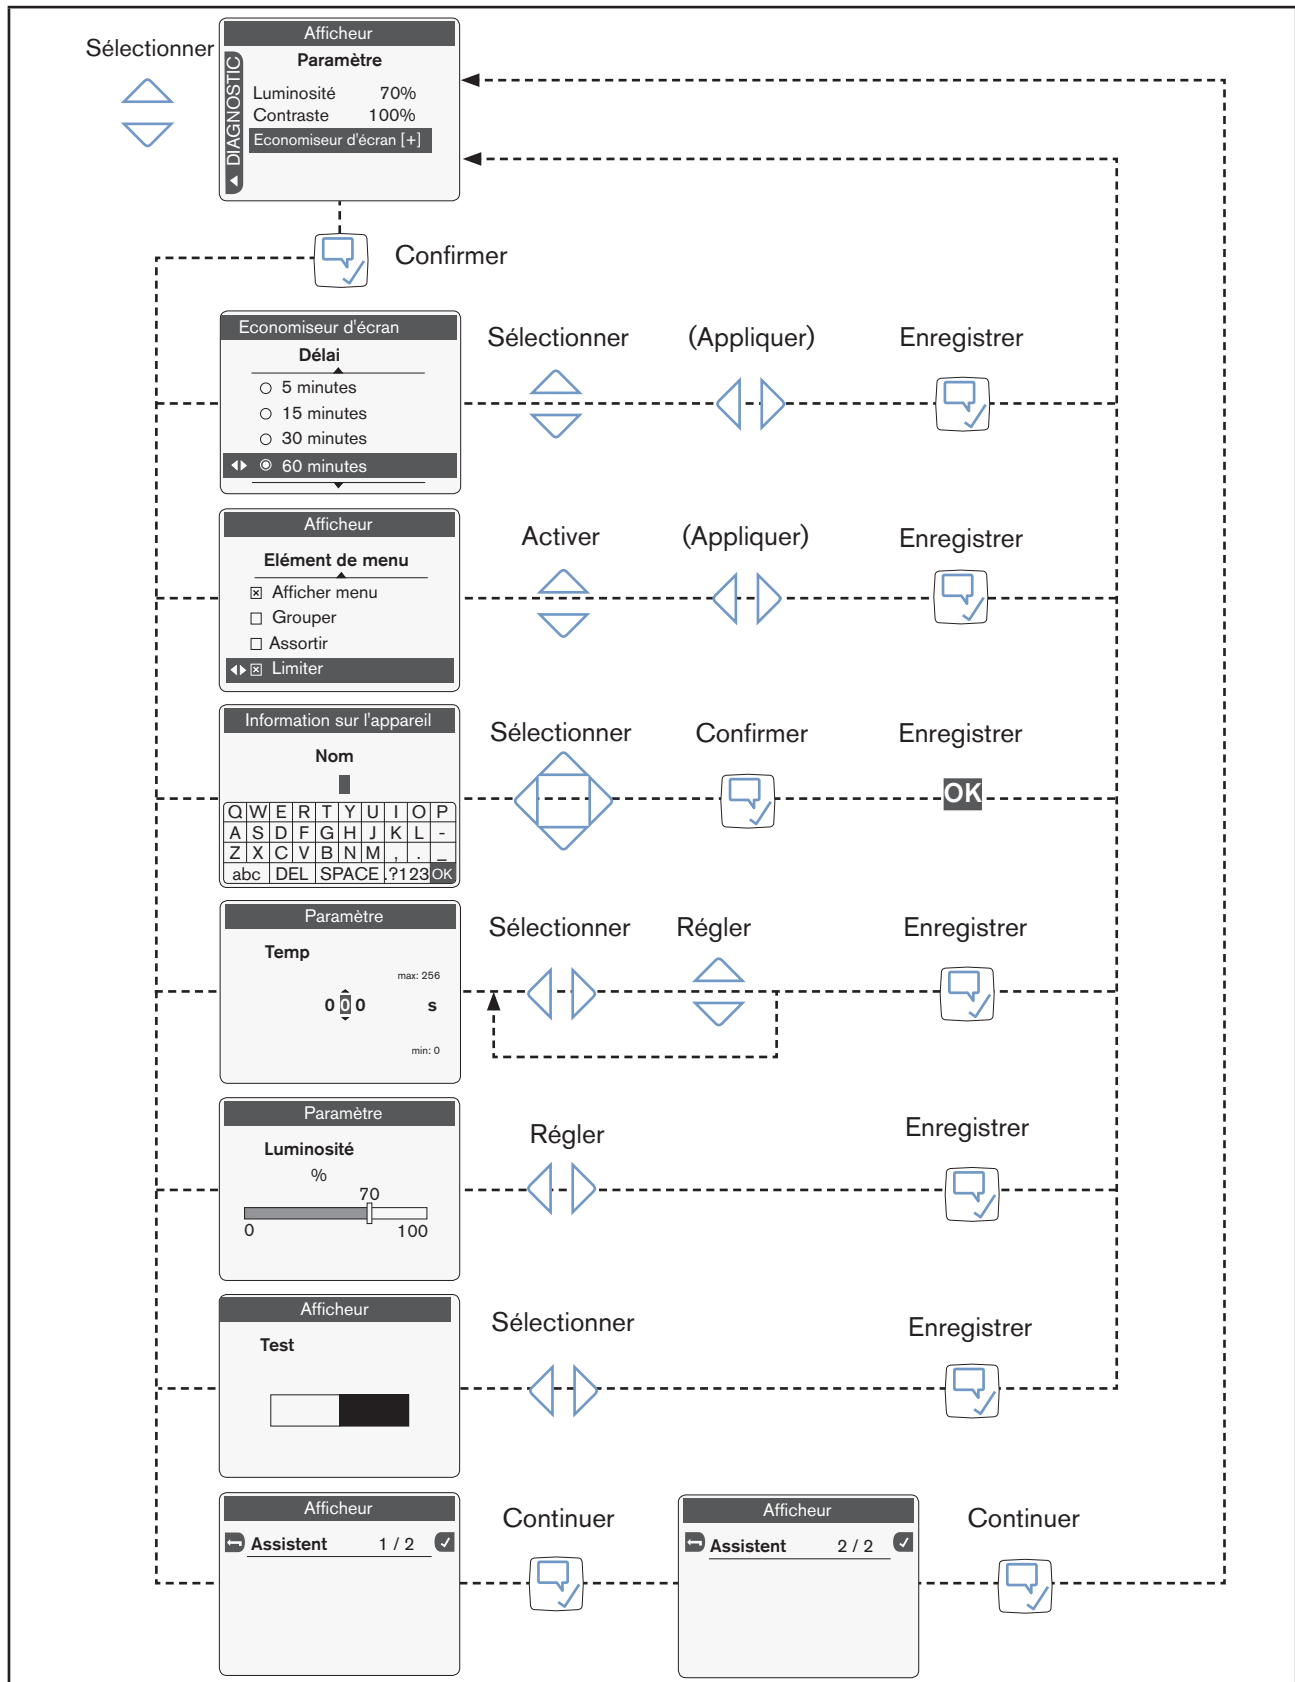 Sélectionner
Afficheur
Paramètre
DIAGNOSTIC
Luminosité 70%
Contraste 100%
Economiseur d'écran [+]
Confirmer
Economiseur d'écran
Délai
5 minutes
15 minutes
30 minutes
60 minutes
Sélectionner (Appliquer) Enregistrer
Afficheur
Elément de menu
Afficher menu
Grouper
Assortir
Limiter
Activer (Appliquer) Enregistrer
Information sur l'appareil
Nom
Q W E R T Y U I O P
A S D F G H J K L -
Z X C V B N M , . _
abc DEL SPACE .?123 OK
Sélectionner Confirmer Enregistrer
OK
Paramètre
Temp
max: 256
0 0 0 s
min: 0
Sélectionner Régler Enregistrer
Paramètre
Luminosité
%
70
0 100
Régler Enregistrer
Afficheur
Test
Sélectionner Enregistrer
Afficheur
Assistent 1 / 2
Continuer
Afficheur
Assistent 2 / 2
Continuer